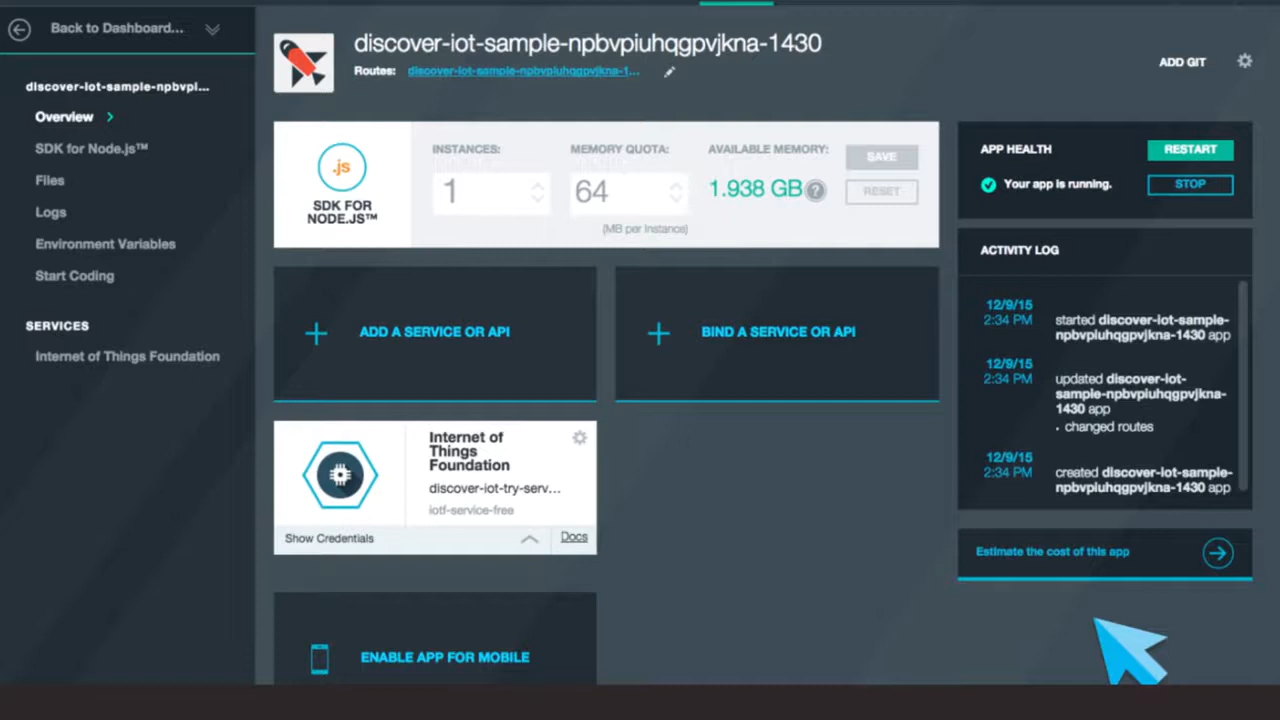 Back to Dashboard...
discover-iot-sample-npbvpl...
Overview
SDK for Node.js™
Files
Logs
Environment Variables
Start Coding
SERVICES
Internet of Things Foundation
discover-iot-sample-npbvpiuhqgpvjkna-1430
Routes: discover-iot-sample-npbvpiuhqgpvjkna-1...
ADD GIT
.js
SDK FOR
NODE.JS™
INSTANCES:
1
MEMORY QUOTA:
64
(MB per Instance)
AVAILABLE MEMORY:
1.938 GB ?
SAVE
RESET
ADD A SERVICE OR API
BIND A SERVICE OR API
Internet of
Things
Foundation
discover-iot-try-serv...
iotf-service-free
Show Credentials
Docs
ENABLE APP FOR MOBILE
APP HEALTH
RESTART
Your app is running.
STOP
ACTIVITY LOG
12/9/15
2:34 PM
started discover-iot-sample-
npbvpiuhqgpvjkna-1430 app
12/9/15
2:34 PM
updated discover-iot-
sample-npbvpiuhqgpvjkna-
1430 app
• changed routes
12/9/15
2:34 PM
created discover-iot-sample-
npbvpiuhqgpvjkna-1430 app
Estimate the cost of this app